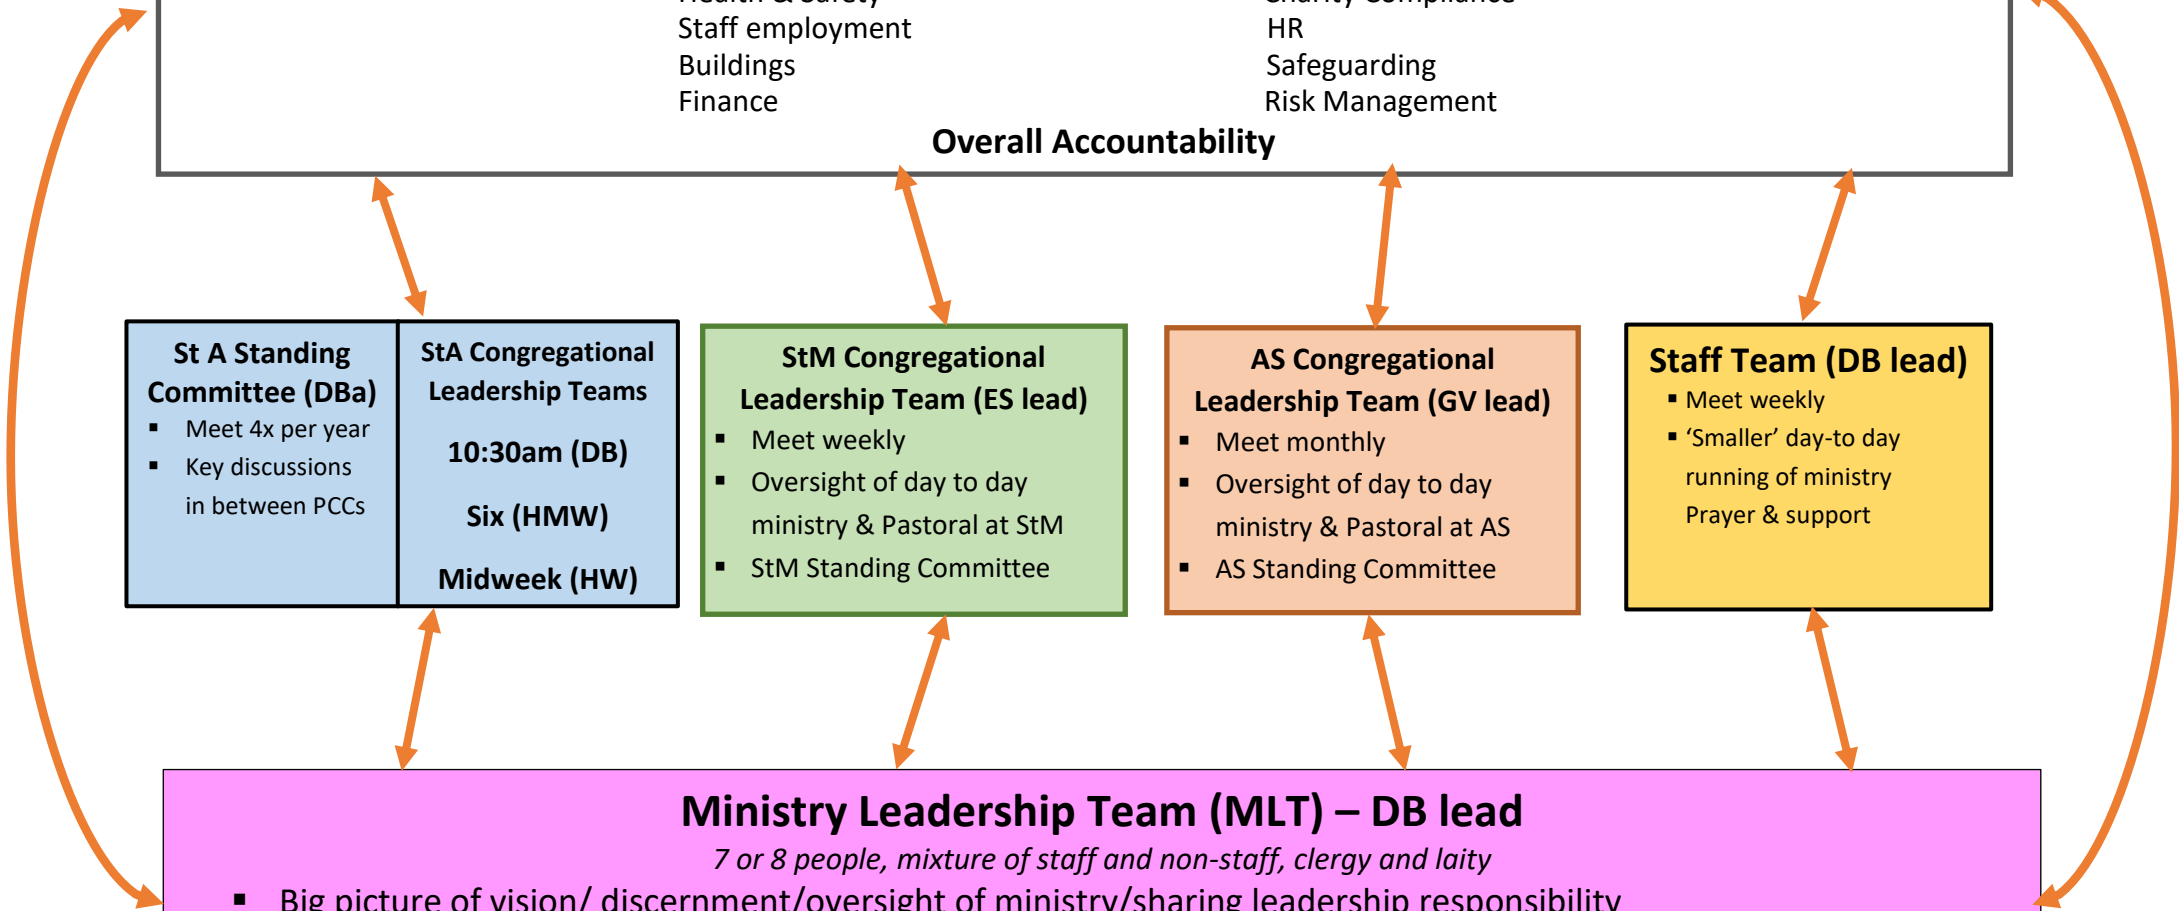 Health & Safety
Charity Compliance
Staff employment
HR
Buildings
Safeguarding
Finance
Risk Management
Overall Accountability
St A Standing
Committee (DBa)
▪ Meet 4x per year
▪ Key discussions
in between PCCs
StA Congregational
Leadership Teams
10:30am (DB)
Six (HMW)
Midweek (HW)
StM Congregational
Leadership Team (ES lead)
▪ Meet weekly
▪ Oversight of day to day
ministry & Pastoral at StM
▪ StM Standing Committee
AS Congregational
Leadership Team (GV lead)
▪ Meet monthly
▪ Oversight of day to day
ministry & Pastoral at AS
▪ AS Standing Committee
Staff Team (DB lead)
▪ Meet weekly
▪ ‘Smaller’ day-to day
running of ministry
Prayer & support
Ministry Leadership Team (MLT) – DB lead
7 or 8 people, mixture of staff and non-staff, clergy and laity
▪ Big picture of vision/ discernment/oversight of ministry/sharing leadership responsibility